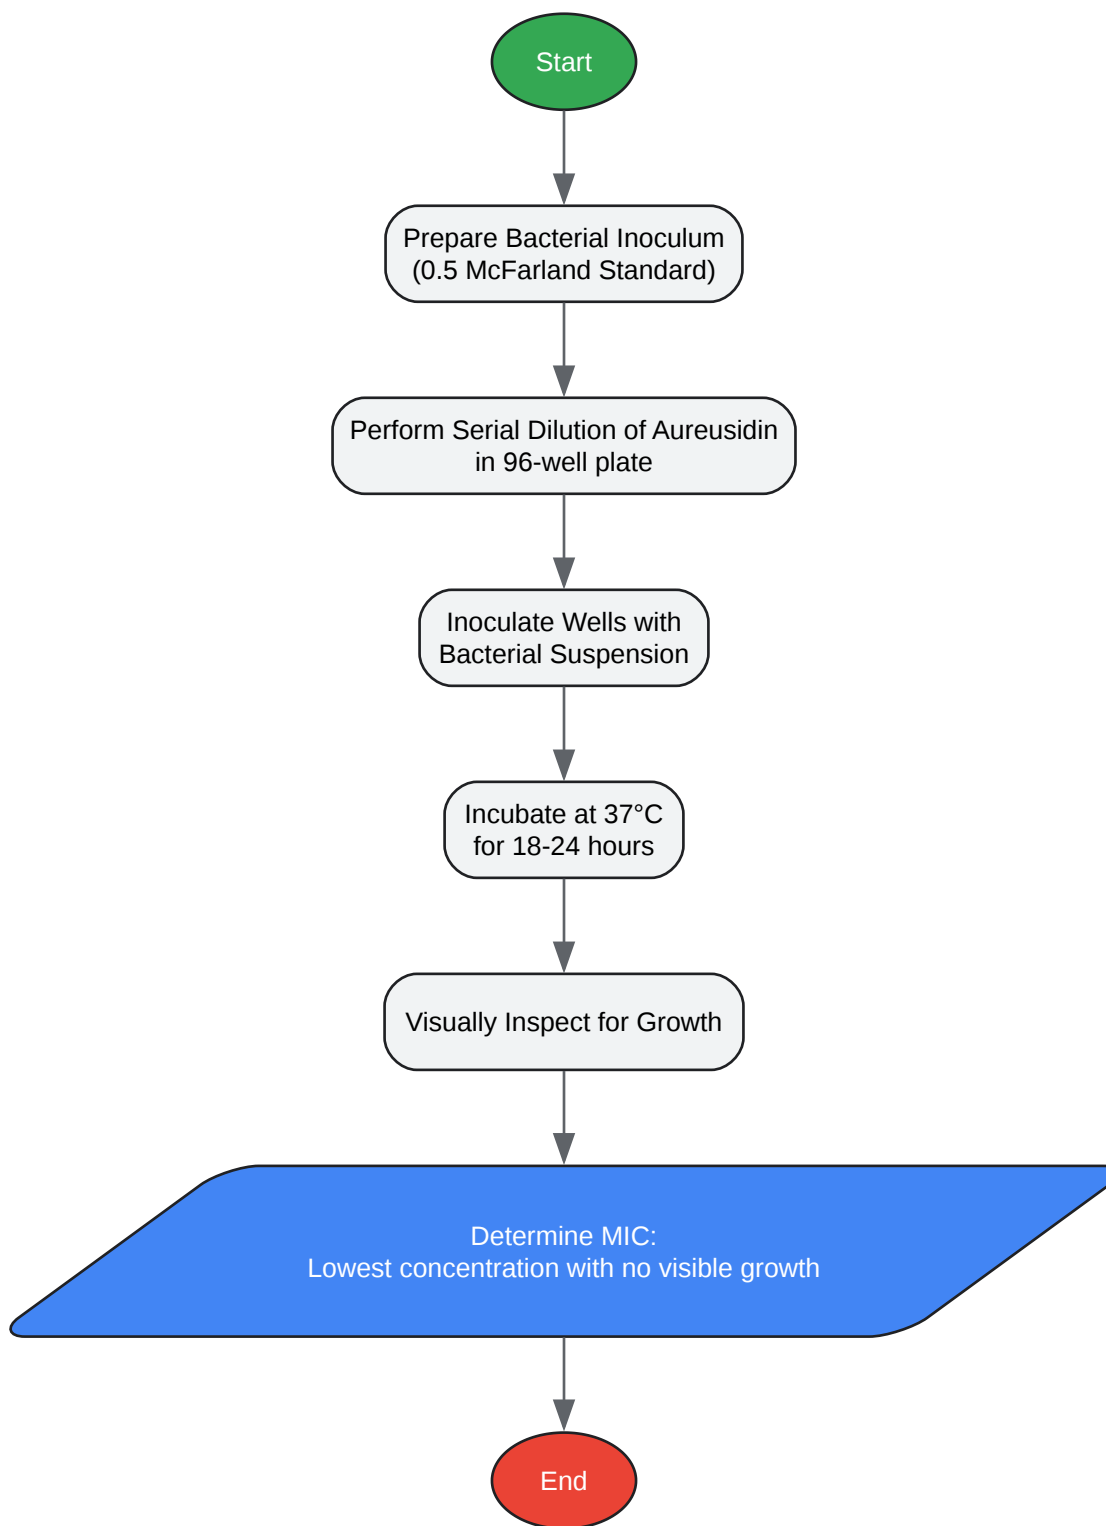 Start
Prepare Bacterial Inoculum
(0.5 McFarland Standard)
Perform Serial Dilution of Aureusidin
in 96-well plate
Inoculate Wells with
Bacterial Suspension
Incubate at 37°C
for 18-24 hours
Visually Inspect for Growth
Determine MIC:
Lowest concentration with no visible growth
End